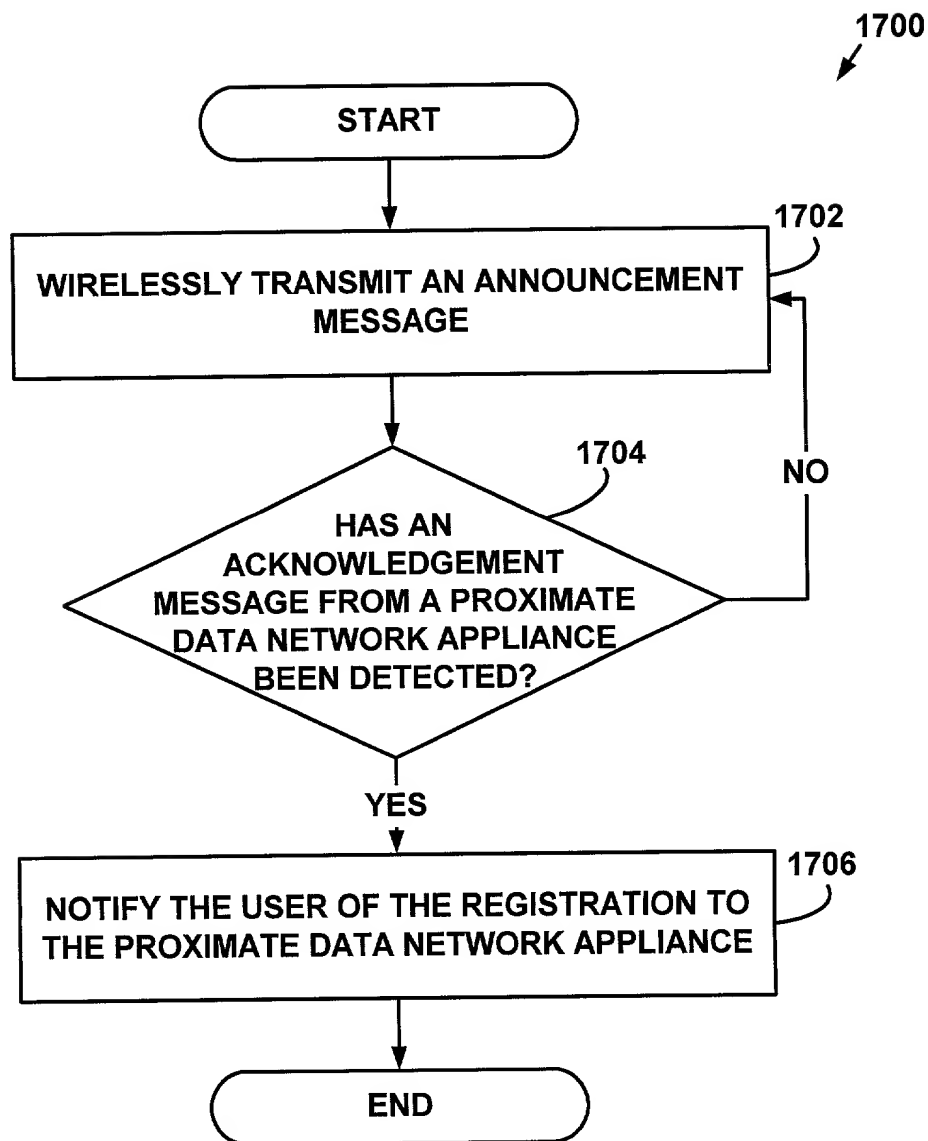 1700
START
1702
WIRELESSLY TRANSMIT AN ANNOUNCEMENT
MESSAGE
1704
NO
HAS AN
ACKNOWLEDGEMENT
MESSAGE FROM A PROXIMATE
DATA NETWORK APPLIANCE
BEEN DETECTED?
YES
1706
NOTIFY THE USER OF THE REGISTRATION TO
THE PROXIMATE DATA NETWORK APPLIANCE
END